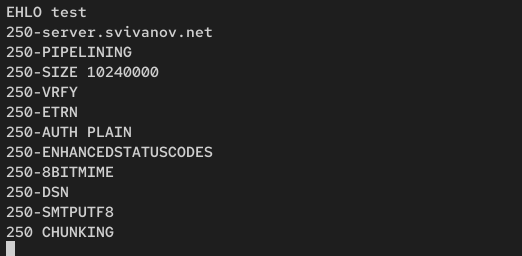 EHLO test
250-server.svivanov.net
250-PIPELINING
250-SIZE 10240000
250-VRFY
250-ETRN
250-AUTH PLAIN
250-ENHANCEDSTATUSCODES
250-8BITMIME
250-DSN
250-SMTPUTF8
250 CHUNKING